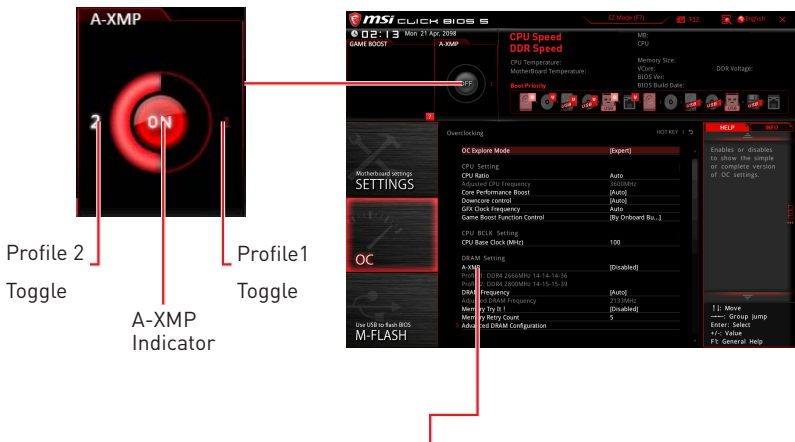 A-XMP
2
ON
1
Profile 2
Toggle
A-XMP
Indicator
Profile1
Toggle
msi CLICK BIOS 5
EZ Mode (F7)
F12
English
02:13 Mon 21 Apr, 2098
GAME BOOST
A-XMP
OFF
?
CPU Speed
DDR Speed
CPU Temperature:
MotherBoard Temperature:
MB:
CPU
Memory Size:
VCore:
BIOS Ver:
BIOS Build Date:
DDR Voltage:
Boot Priority
USB
USB
USB
USB
USB
USB
Motherboard settings
SETTINGS
OC
Use USB to flash BIOS
M-FLASH
Overclocking
HOT KEY
OC Explore Mode [Expert]
CPU Setting
CPU Ratio Auto
Adjusted CPU Frequency 3600MHz
Core Performance Boost [Auto]
Downcore control [Auto]
GFX Clock Frequency Auto
Game Boost Function Control [By Onboard Bu...]
CPU BCLK Setting
CPU Base Clock (MHz) 100
DRAM Setting
A-XMP [Disabled]
Profile 1: DDR4 2666MHz 14-14-14-36
Profile 2: DDR4 2800MHz 14-15-15-39
DRAM Frequency [Auto]
Adjusted DRAM Frequency 2133MHz
Memory Try It ! [Disabled]
Memory Retry Count 5
> Advanced DRAM Configuration
HELP
INFO
Enables or disables
to show the simple
or complete version
of OC settings.
↑↓: Move
→←: Group Jump
Enter: Select
+/-: Value
F1: General Help